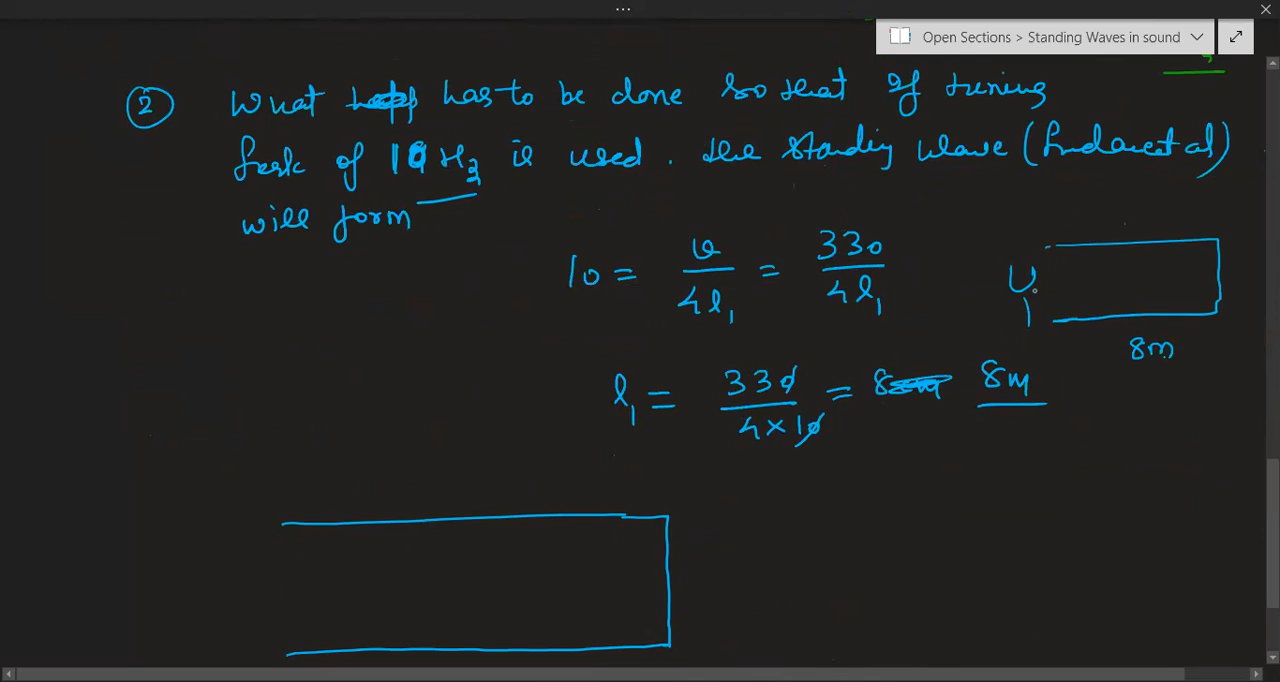 Open Sections > Standing Waves in sound
② What has to be done so that if tuning
fork of 10 Hz is used. the standing wave (fundamental)
will form
10 = v/4l₁ = 330/4l₁
8m
l₁ = 330/4×10 = 8m 8m